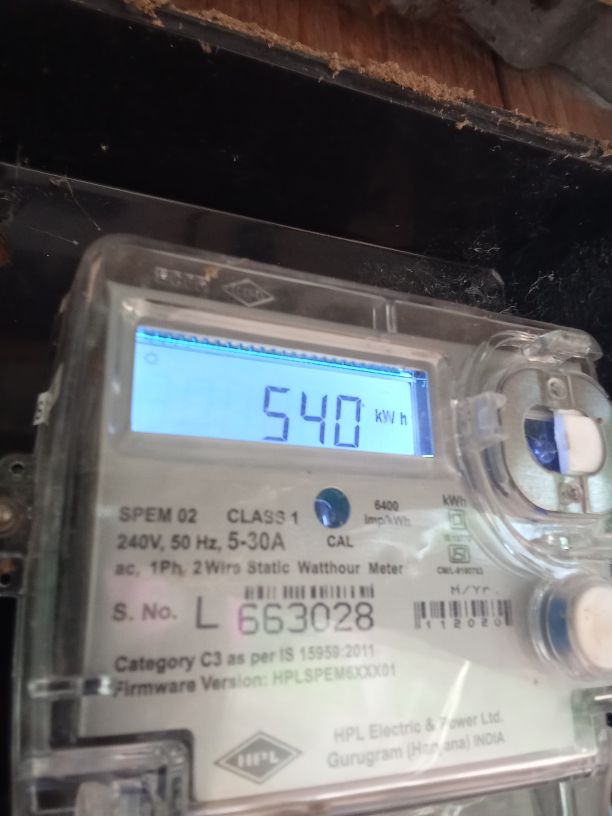 540 kWh
SPEM 02 CLASS 1 6400 kWh
imp/kWh
240V, 50 Hz, 5-30A CAL
ac, 1Ph, 2Wire Static Watthour Meter
M/Yr.
S. No. L 663028 112020
Category C3 as per IS 15959:2011
Firmware Version: HPLSPEM6XXX01
HPL HPL Electric & Power Ltd.
Gurugram (Haryana) INDIA